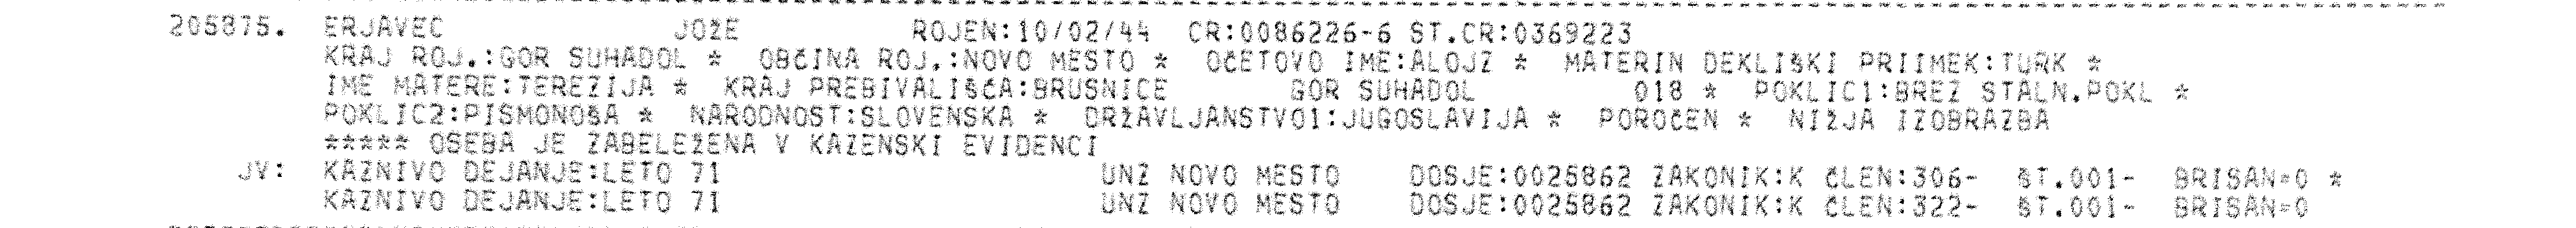 205875. ERJAVEC JOŽE ROJEN:10/02/44 CR:0086226-6 ST.CR:0369223
KRAJ ROJ.:GOR SUHADOL * OBČINA ROJ.:NOVO MESTO * OČETOVO IME:ALOJZ * MATERIN DEKLIŠKI PRIIMEK:TURK *
IME MATERE:TEREZIJA * KRAJ PREBIVALIŠČA:BRUSNICE GOR SUHADOL 018 * POKLIC1:BREZ STALN.POKL *
POKLIC2:PISMONOŠA * NARODNOST:SLOVENSKA * DRŽAVLJANSTVO1:JUGOSLAVIJA * POROČEN * NIŽJA IZOBRAZBA
***** OSEBA JE ZABELEŽENA V KAZENSKI EVIDENCI
JV: KAZNIVO DEJANJE:LETO 71 UNZ NOVO MESTO DOSJE:0025862 ZAKONIK:K ČLEN:306- ŠT.001- BRISAN=0 *
KAZNIVO DEJANJE:LETO 71 UNZ NOVO MESTO DOSJE:0025862 ZAKONIK:K ČLEN:322- ŠT.001- BRISAN=0